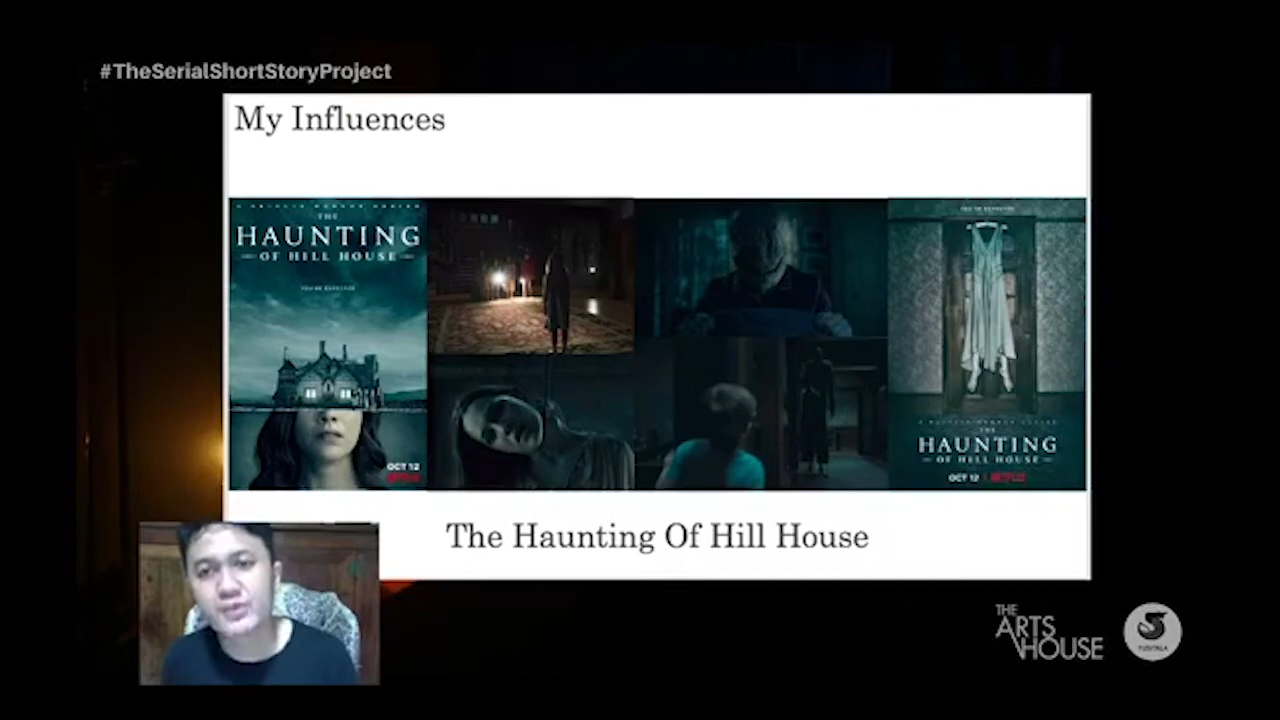 #TheSerialShortStoryProject
My Influences
THE
HAUNTING
OF HILL HOUSE
OCT 12
NETFLIX
THE
HAUNTING
OF HILL HOUSE
OCT 12 | NETFLIX
The Haunting Of Hill House
THE
ARTS
HOUSE
TUSITALA